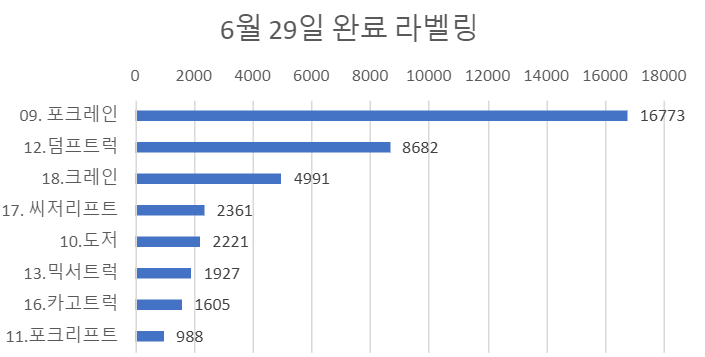 6월 29일 완료 라벨링
0 2000 4000 6000 8000 10000 12000 14000 16000 18000
09. 포크레인 16773
12.덤프트럭 8682
18.크레인 4991
17. 씨저리프트 2361
10.도저 2221
13.믹서트럭 1927
16.카고트럭 1605
11.포크리프트 988